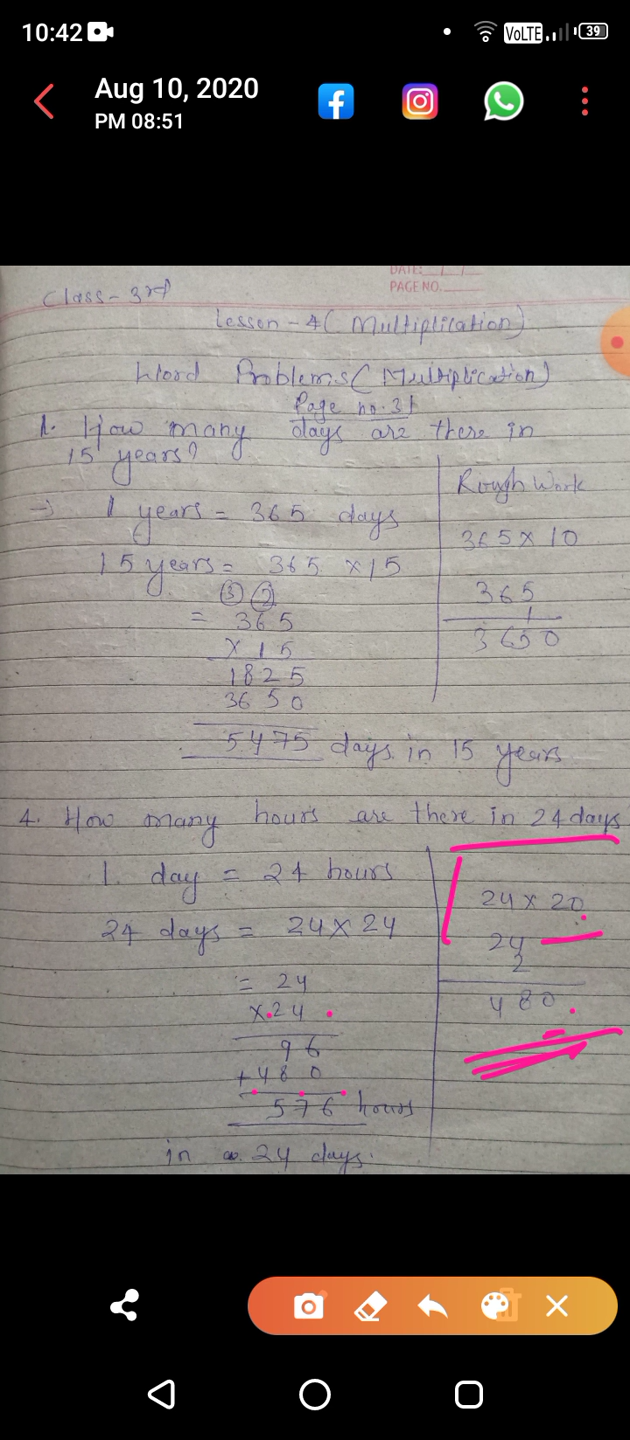 10:42
VoLTE
39
Aug 10, 2020
PM 08:51
DATE:
PAGE NO.
Class - 3rd
Lesson - 4 ( Multiplication)
Word Problems ( Multiplication)
Page no. 31
1. How many days are there in
15 years?
→ 1 years = 365 days
15 years = 365 × 15
③ ②
= 365
× 15
1825
3650
5475 days in 15 years
Rough Work
365 × 10
365
1
3650
4. How many hours are there in 24 days
1. day = 24 hours
24 days = 24 × 24
= 24
× 24
96
+ 480
576 hours
in 24 days.
24 × 20
24
2
480